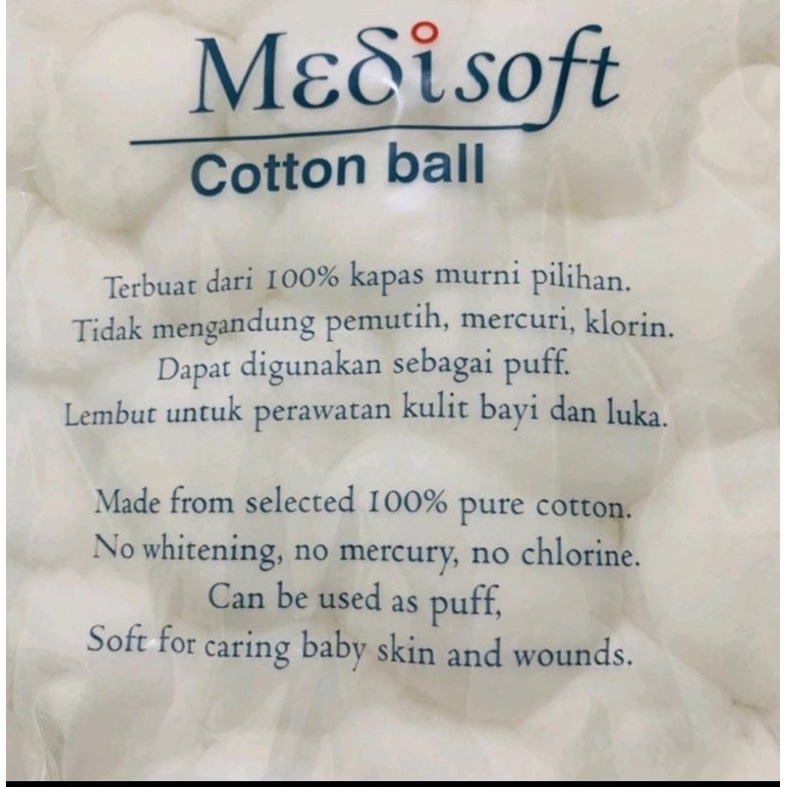 Medisoft
Cotton ball
Terbuat dari 100% kapas murni pilihan.
Tidak mengandung pemutih, mercuri, klorin.
Dapat digunakan sebagai puff.
Lembut untuk perawatan kulit bayi dan luka.
Made from selected 100% pure cotton.
No whitening, no mercury, no chlorine.
Can be used as puff,
Soft for caring baby skin and wounds.